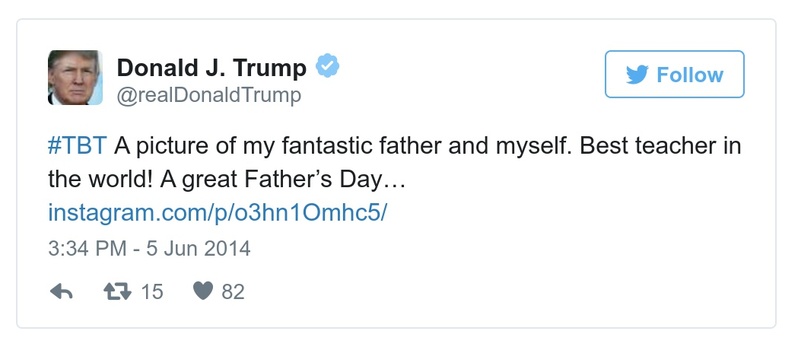 Donald J. Trump
@realDonaldTrump
Follow
#TBT A picture of my fantastic father and myself. Best teacher in
the world! A great Father’s Day…
instagram.com/p/o3hn1Omhc5/
3:34 PM - 5 Jun 2014
15 82